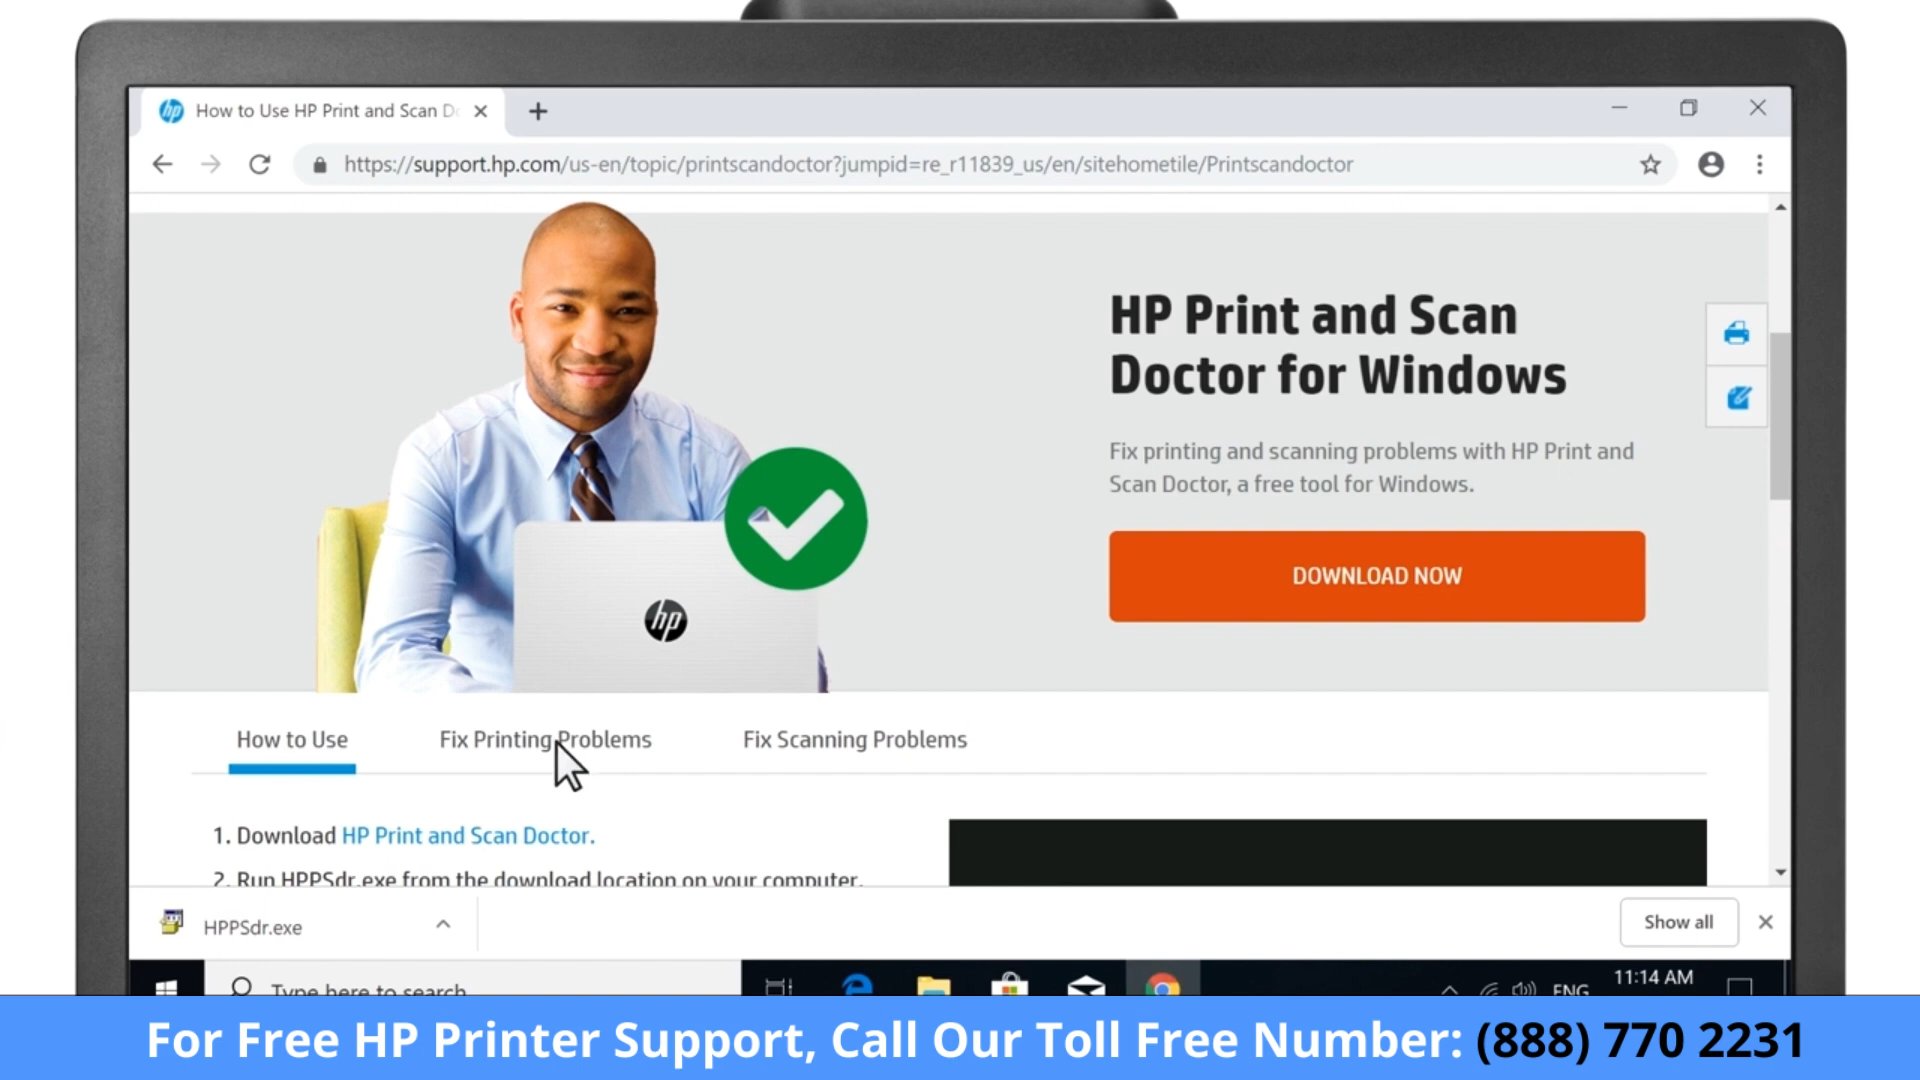 How to Use HP Print and Scan D
https://support.hp.com/us-en/topic/printscandoctor?jumpid=re_r11839_us/en/sitehometile/Printscandoctor
HP Print and Scan
Doctor for Windows
Fix printing and scanning problems with HP Print and
Scan Doctor, a free tool for Windows.
DOWNLOAD NOW
hp
How to Use
Fix Printing Problems
Fix Scanning Problems
1. Download HP Print and Scan Doctor.
2. Run HPPSdr.exe from the download location on your computer.
HPPSdr.exe
Show all
Type here to search
ENG
11:14 AM
For Free HP Printer Support, Call Our Toll Free Number: (888) 770 2231